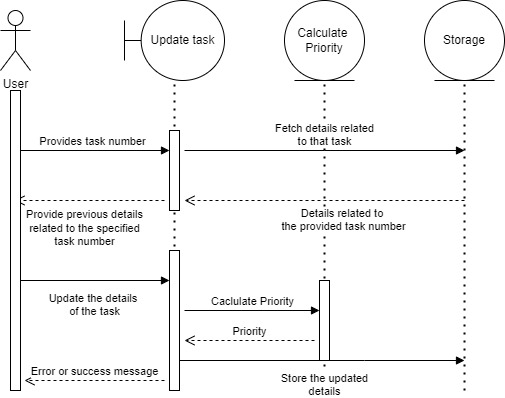 Update task
Calculate
Priority
Storage
User
Provides task number
Fetch details related
to that task
Provide previous details
related to the specified
task number
Details related to
the provided task number
Update the details
of the task
Caclulate Priority
Priority
Error or success message
Store the updated
details